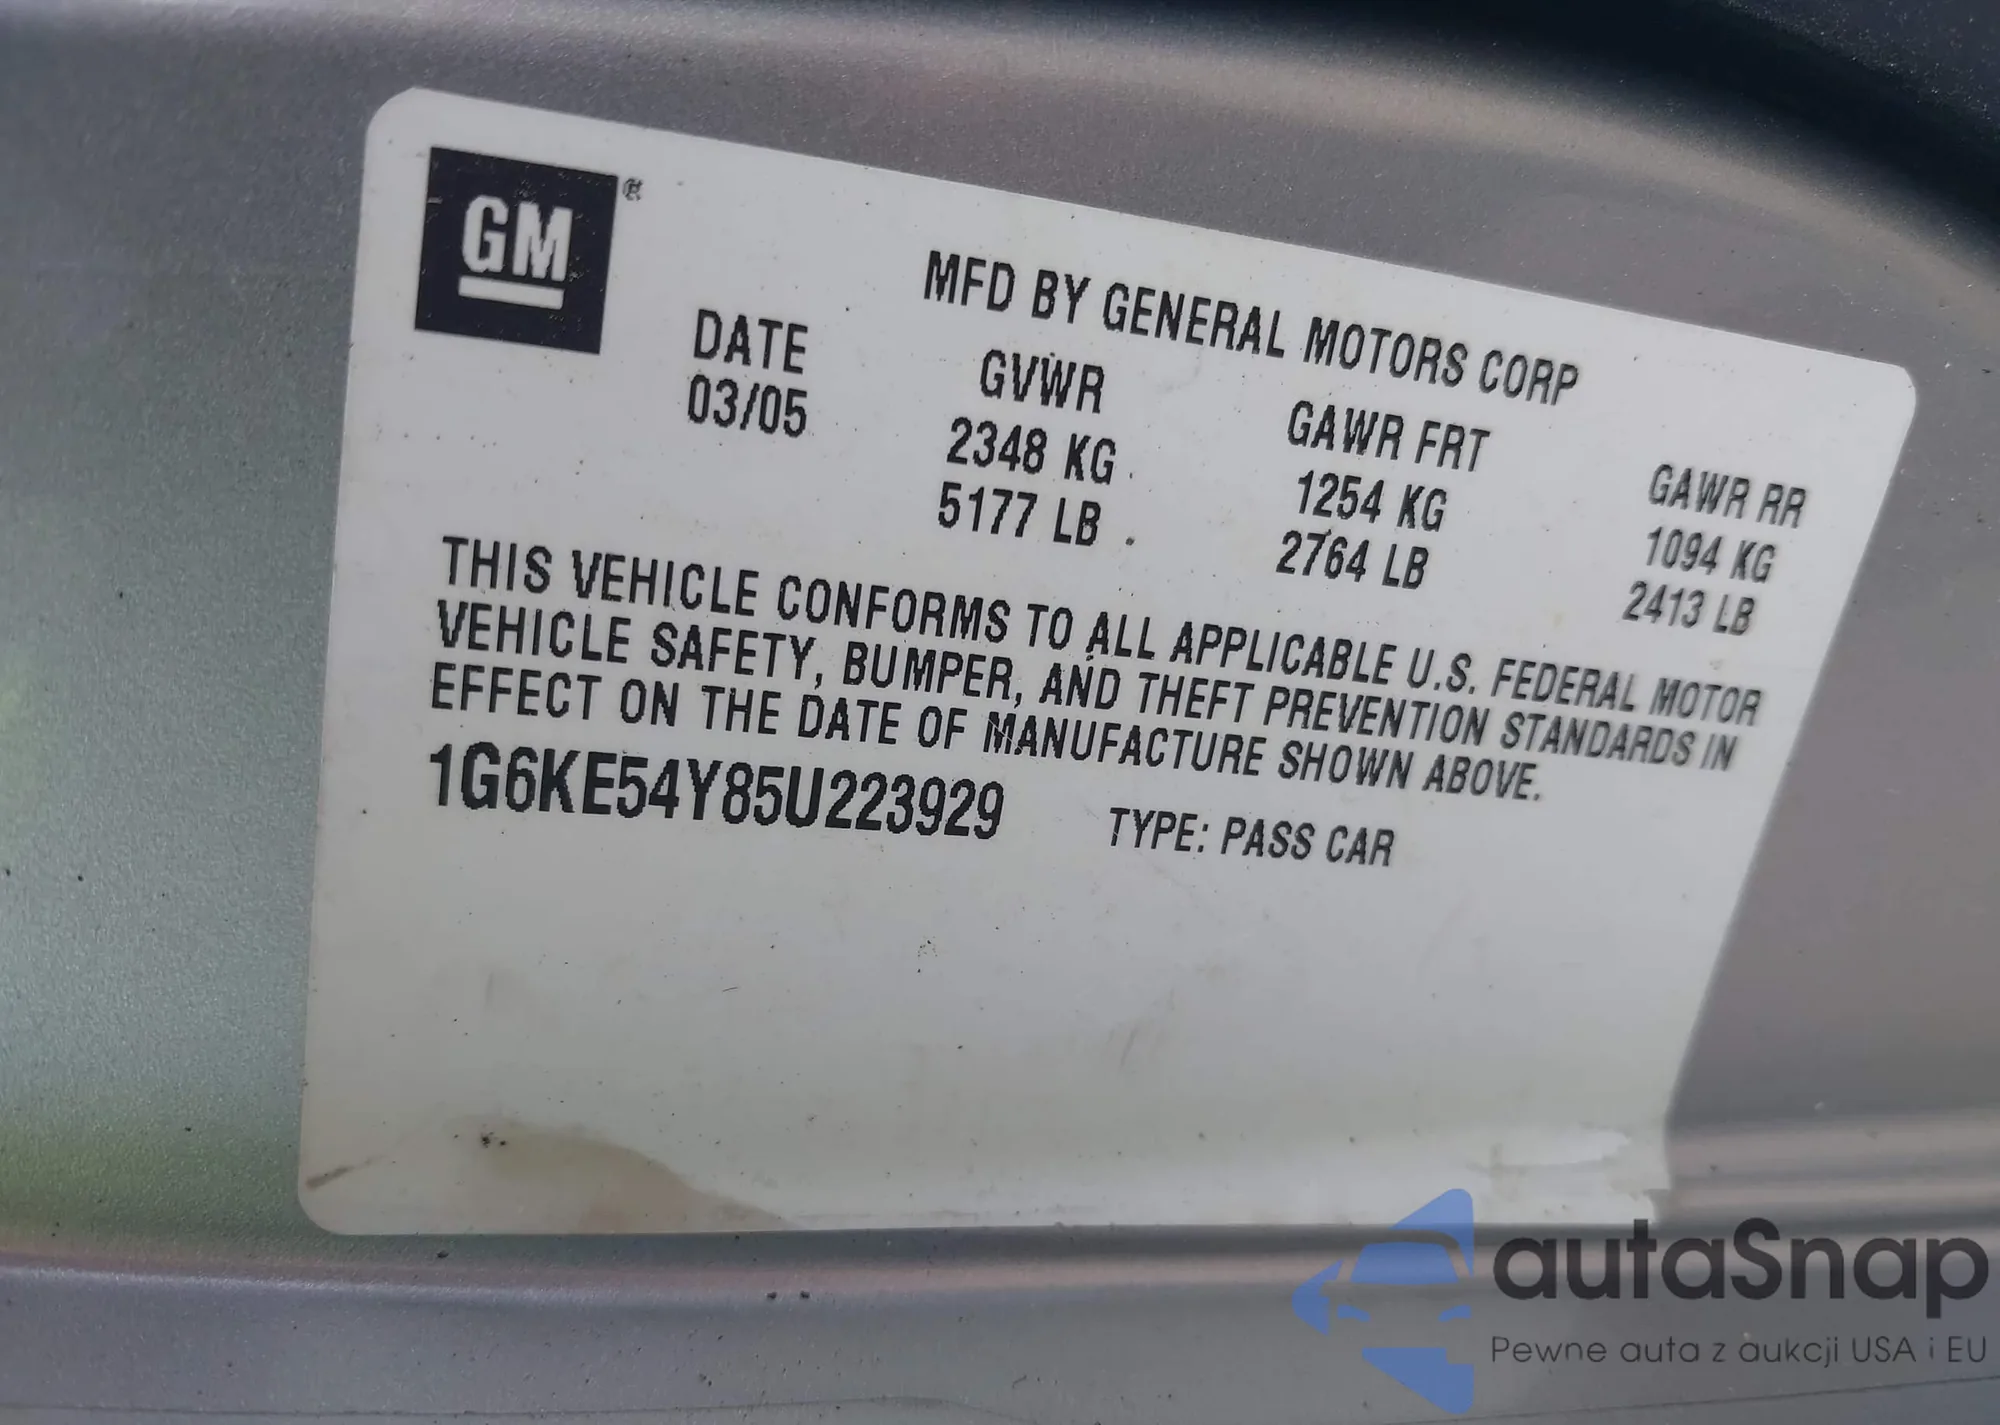 GM
MFD BY GENERAL MOTORS CORP
DATE GVWR GAWR FRT GAWR RR
03/05 2348 KG 1254 KG 1094 KG
5177 LB 2764 LB 2413 LB
THIS VEHICLE CONFORMS TO ALL APPLICABLE U.S. FEDERAL MOTOR
VEHICLE SAFETY, BUMPER, AND THEFT PREVENTION STANDARDS IN
EFFECT ON THE DATE OF MANUFACTURE SHOWN ABOVE.
1G6KE54Y85U223929 TYPE: PASS CAR
autaSnap
Pewne auta z aukcji USA i EU